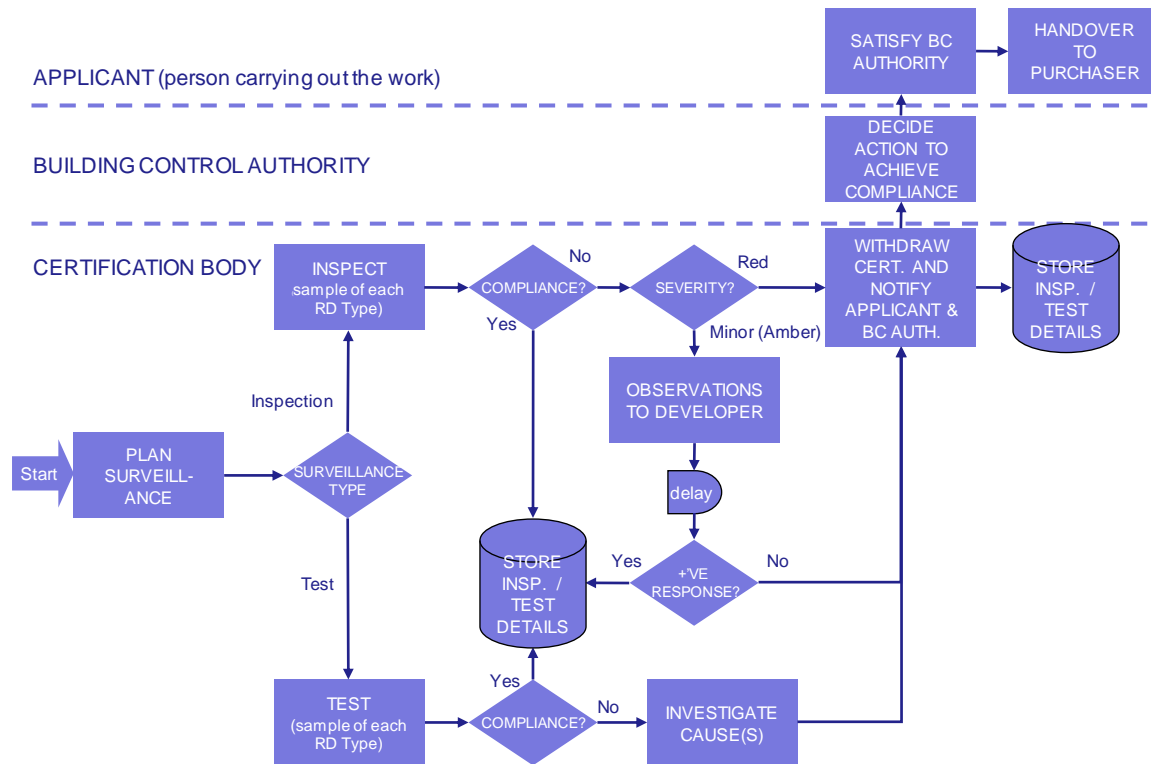 SATISFY BC
AUTHORITY
HANDOVER
TO
PURCHASER
APPLICANT (person carrying out the work)
DECIDE
ACTION TO
ACHIEVE
COMPLIANCE
BUILDING CONTROL AUTHORITY
CERTIFICATION BODY
INSPECT
(sample of each
RD Type)
COMPLIANCE?
No
Yes
SEVERITY?
Red
Minor (Amber)
WITHDRAW
CERT. AND
NOTIFY
APPLICANT &
BC AUTH.
STORE
INSP. /
TEST
DETAILS
OBSERVATIONS
TO DEVELOPER
Inspection
Start
PLAN
SURVEILL-
ANCE
SURVEILLANCE
TYPE
delay
Test
STORE
INSP. /
TEST
DETAILS
Yes
+'VE
RESPONSE?
No
TEST
(sample of each
RD Type)
Yes
COMPLIANCE?
No
INVESTIGATE
CAUSE(S)